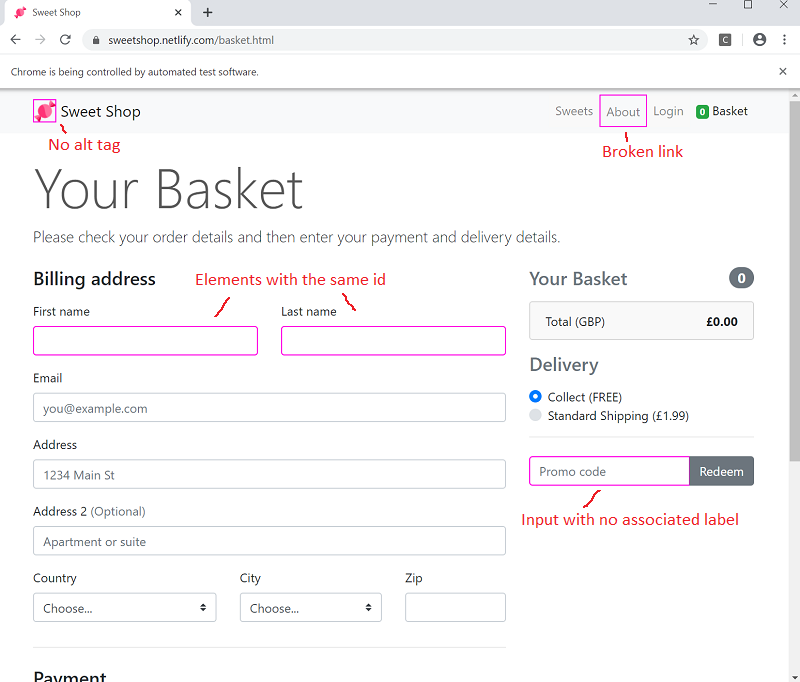 Sweet Shop
sweetshop.netlify.com/basket.html
C
Chrome is being controlled by automated test software.
Sweet Shop
Sweets About Login 0 Basket
No alt tag
Broken link
Your Basket
Please check your order details and then enter your payment and delivery details.
Billing address
Elements with the same id
First name
Last name
Email
you@example.com
Address
1234 Main St
Address 2 (Optional)
Apartment or suite
Country
City
Zip
Choose...
Choose...
Payment
Your Basket 0
Total (GBP) £0.00
Delivery
Collect (FREE)
Standard Shipping (£1.99)
Promo code Redeem
Input with no associated label